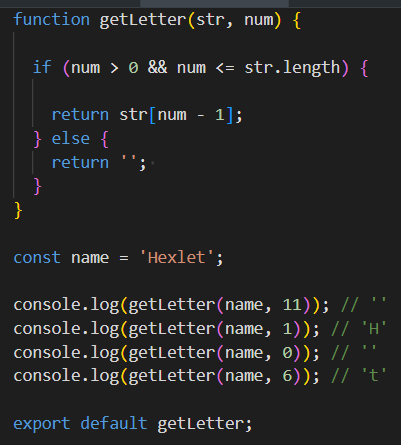 function getLetter(str, num) {
if (num > 0 && num <= str.length) {
return str[num - 1];
} else {
return '';
}
}
const name = 'Hexlet';
console.log(getLetter(name, 11)); // ''
console.log(getLetter(name, 1)); // 'H'
console.log(getLetter(name, 0)); // ''
console.log(getLetter(name, 6)); // 't'
export default getLetter;